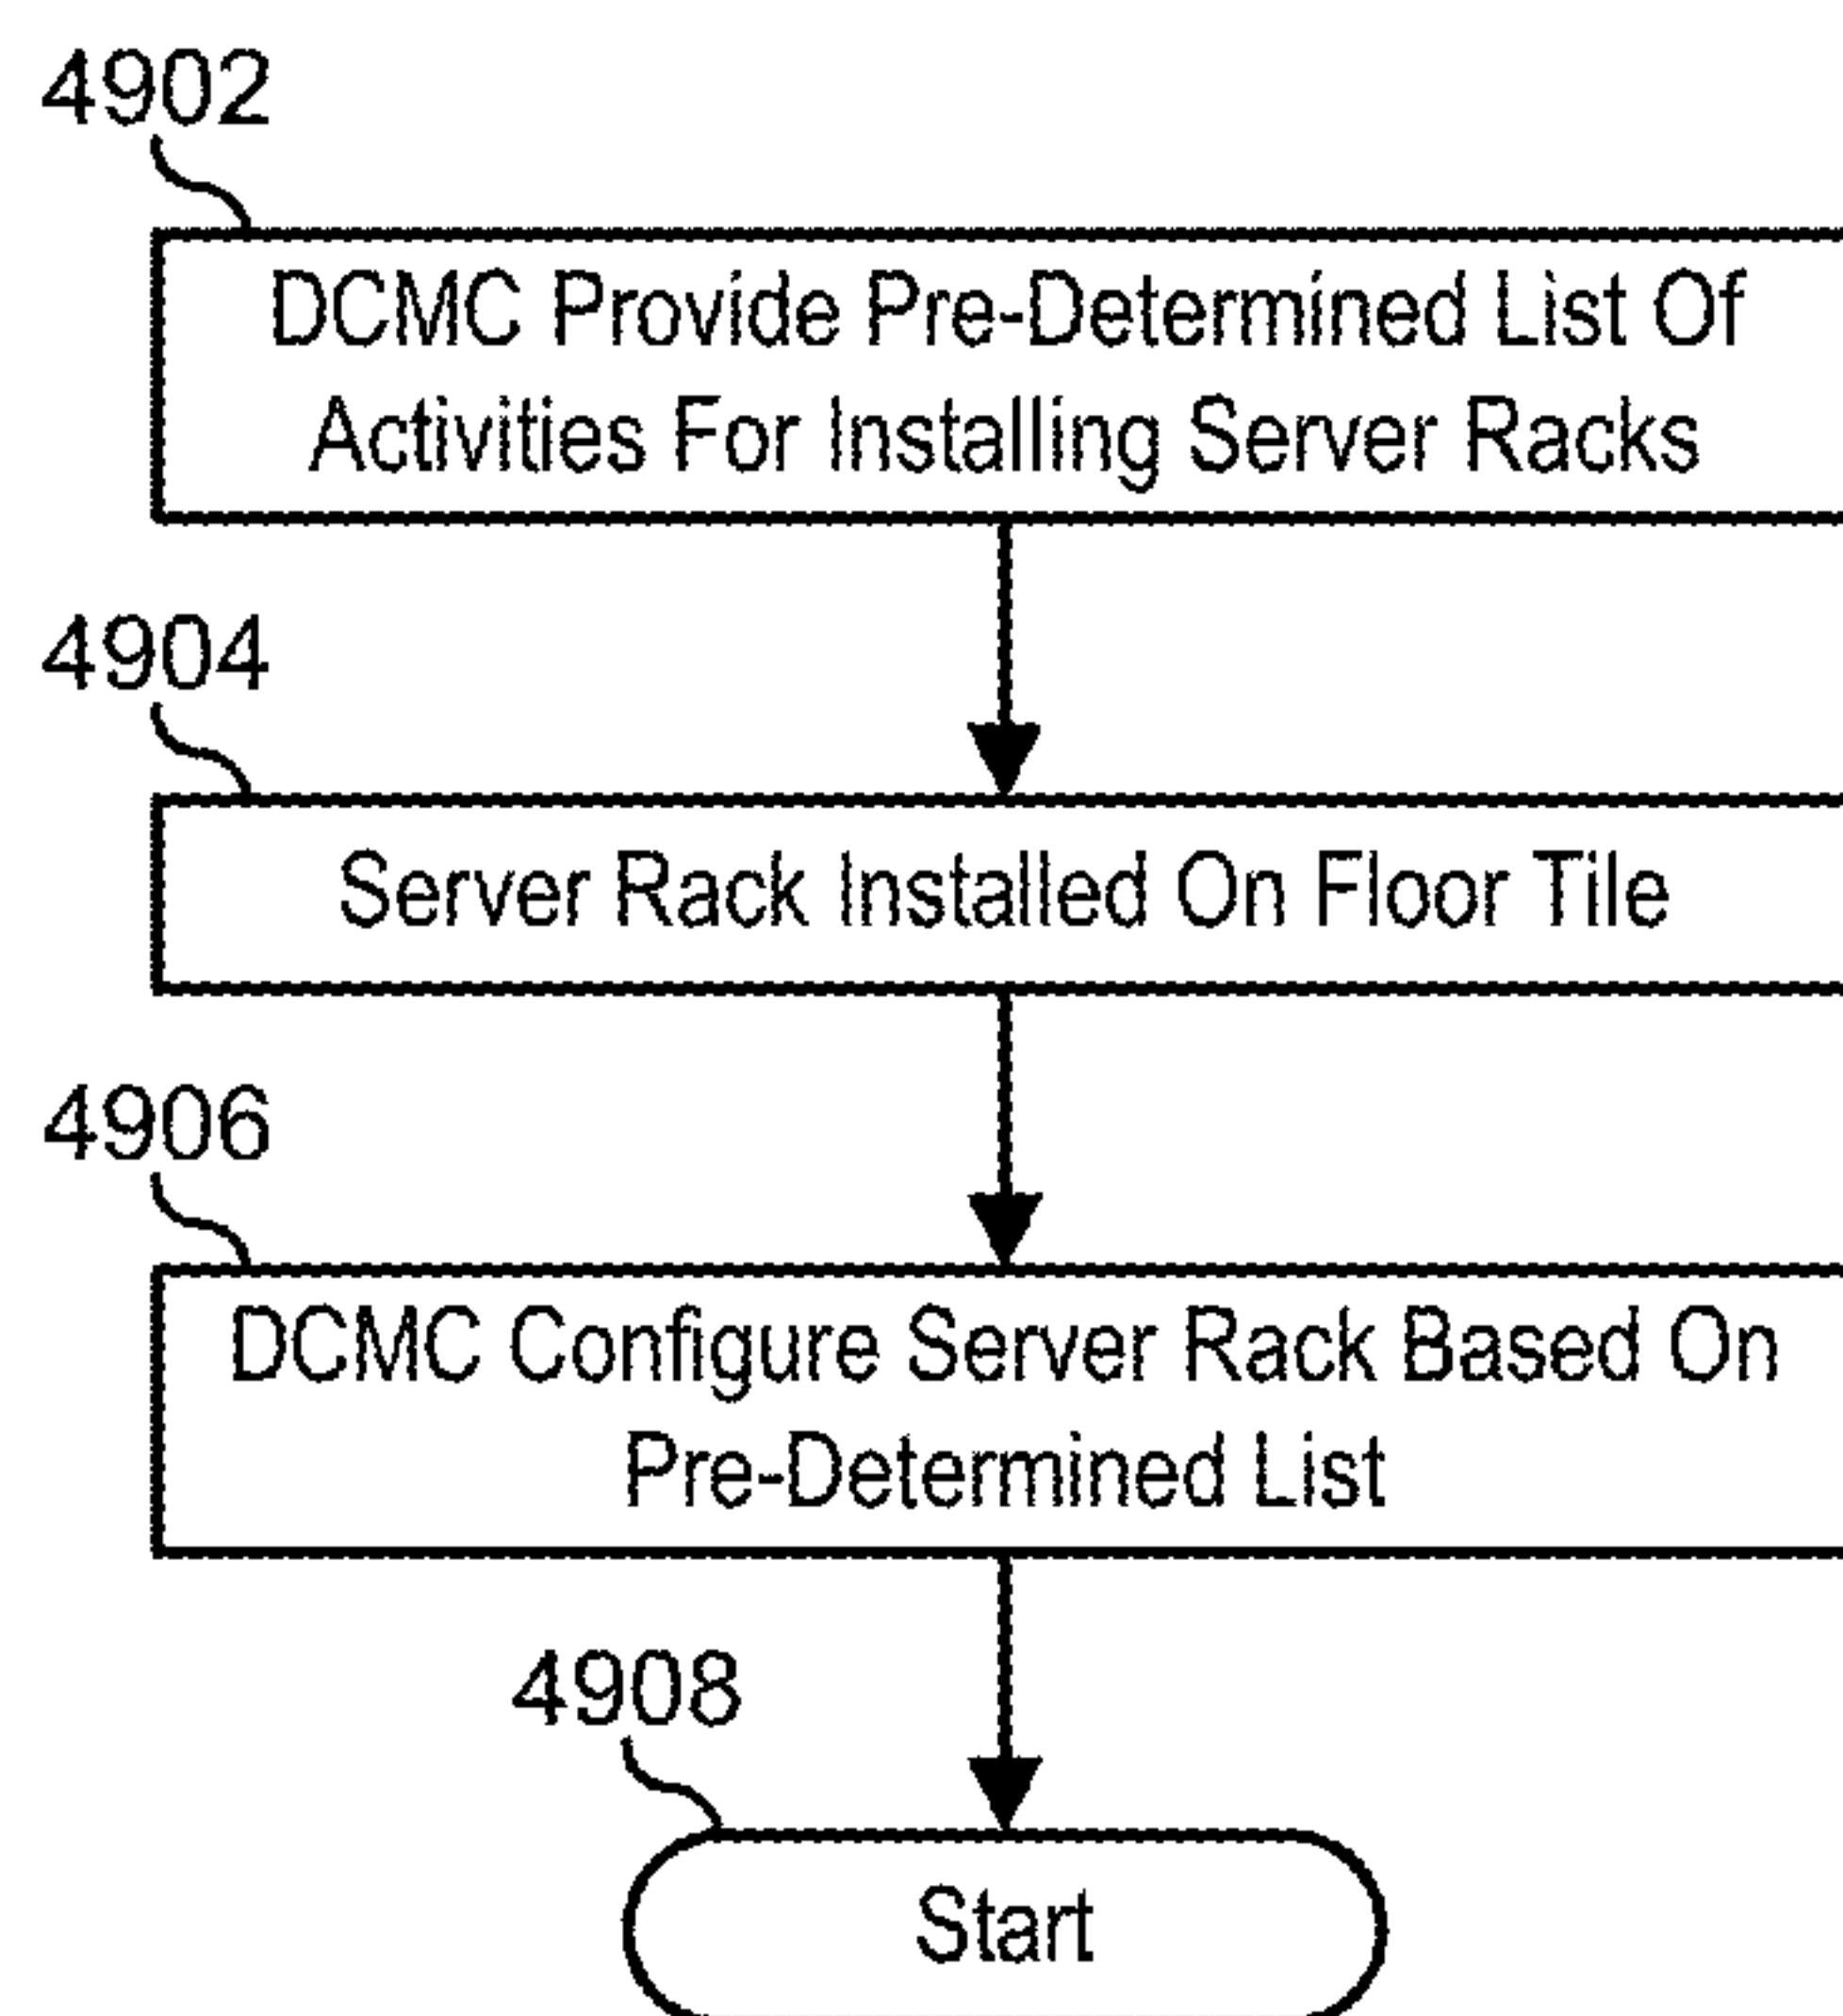 4902
DCMC Provide Pre-Determined List Of
Activities For Installing Server Racks
4904
Server Rack Installed On Floor Tile
4906
DCMC Configure Server Rack Based On
Pre-Determined List
4908
Start